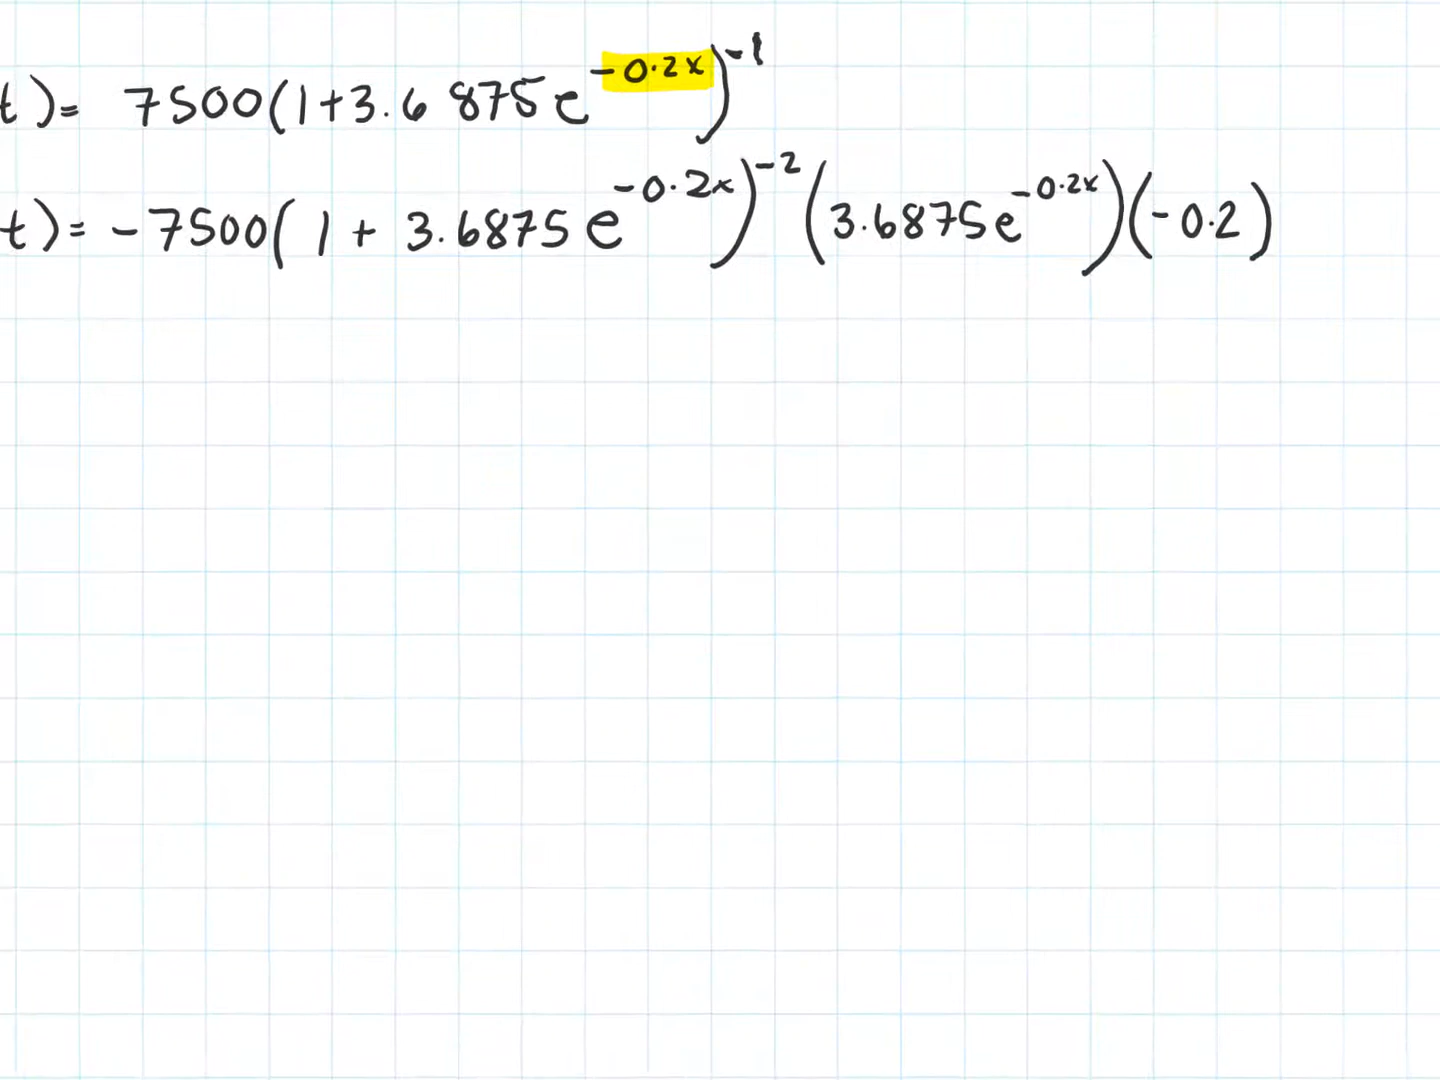 t)= 7500(1+3.6875e^-0.2x)^-1
t)= -7500(1+3.6875e^-0.2x)^-2(3.6875e^-0.2x)(-0.2)